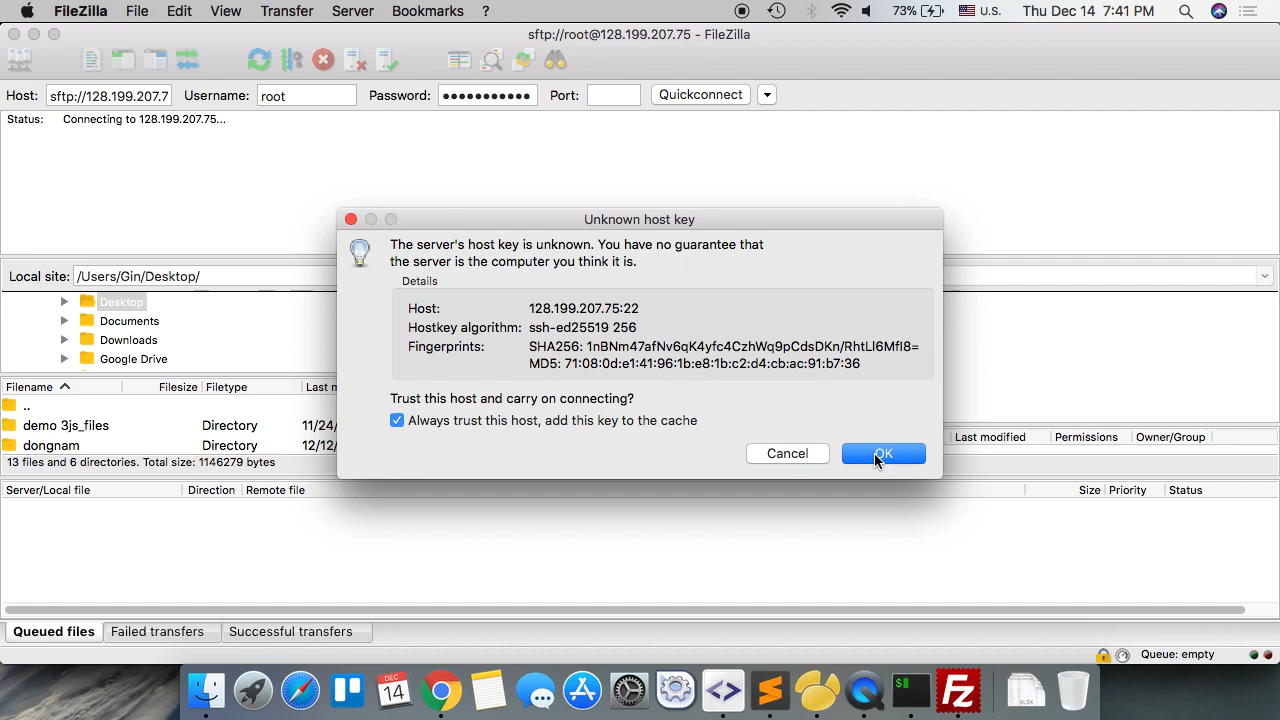 FileZilla File Edit View Transfer Server Bookmarks ? 73% U.S. Thu Dec 14 7:41 PM
sftp://root@128.199.207.75 - FileZilla
Host: sftp://128.199.207.7 Username: root Password: ●●●●●●●●●●● Port: Quickconnect
Status: Connecting to 128.199.207.75...
Unknown host key
The server's host key is unknown. You have no guarantee that
the server is the computer you think it is.
Details
Host: 128.199.207.75:22
Hostkey algorithm: ssh-ed25519 256
Fingerprints: SHA256: 1nBNm47afNv6qK4yfc4CzhWq9pCdsDKn/RhtLl6MfI8=
MD5: 71:08:0d:e1:41:96:1b:e8:1b:c2:d4:cb:ac:91:b7:36
Trust this host and carry on connecting?
Always trust this host, add this key to the cache
Cancel OK
Local site: /Users/Gin/Desktop/
Desktop
Documents
Downloads
Google Drive
Filename Filesize Filetype Last m
..
demo 3js_files Directory 11/24/
dongnam Directory 12/12/
13 files and 6 directories. Total size: 1146279 bytes
Last modified Permissions Owner/Group
Server/Local file Direction Remote file Size Priority Status
Queued files Failed transfers Successful transfers
Queue: empty
DEC
14
$
Fz
XLSX